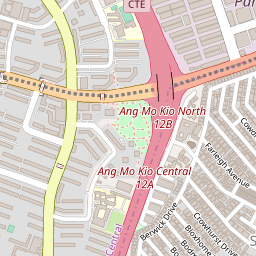 CTE
Ang Mo Kio North
12B
Farleigh Avenue
Ang Mo Kio Central
12A
Central
Berwick Drive
Crowhurst Drive